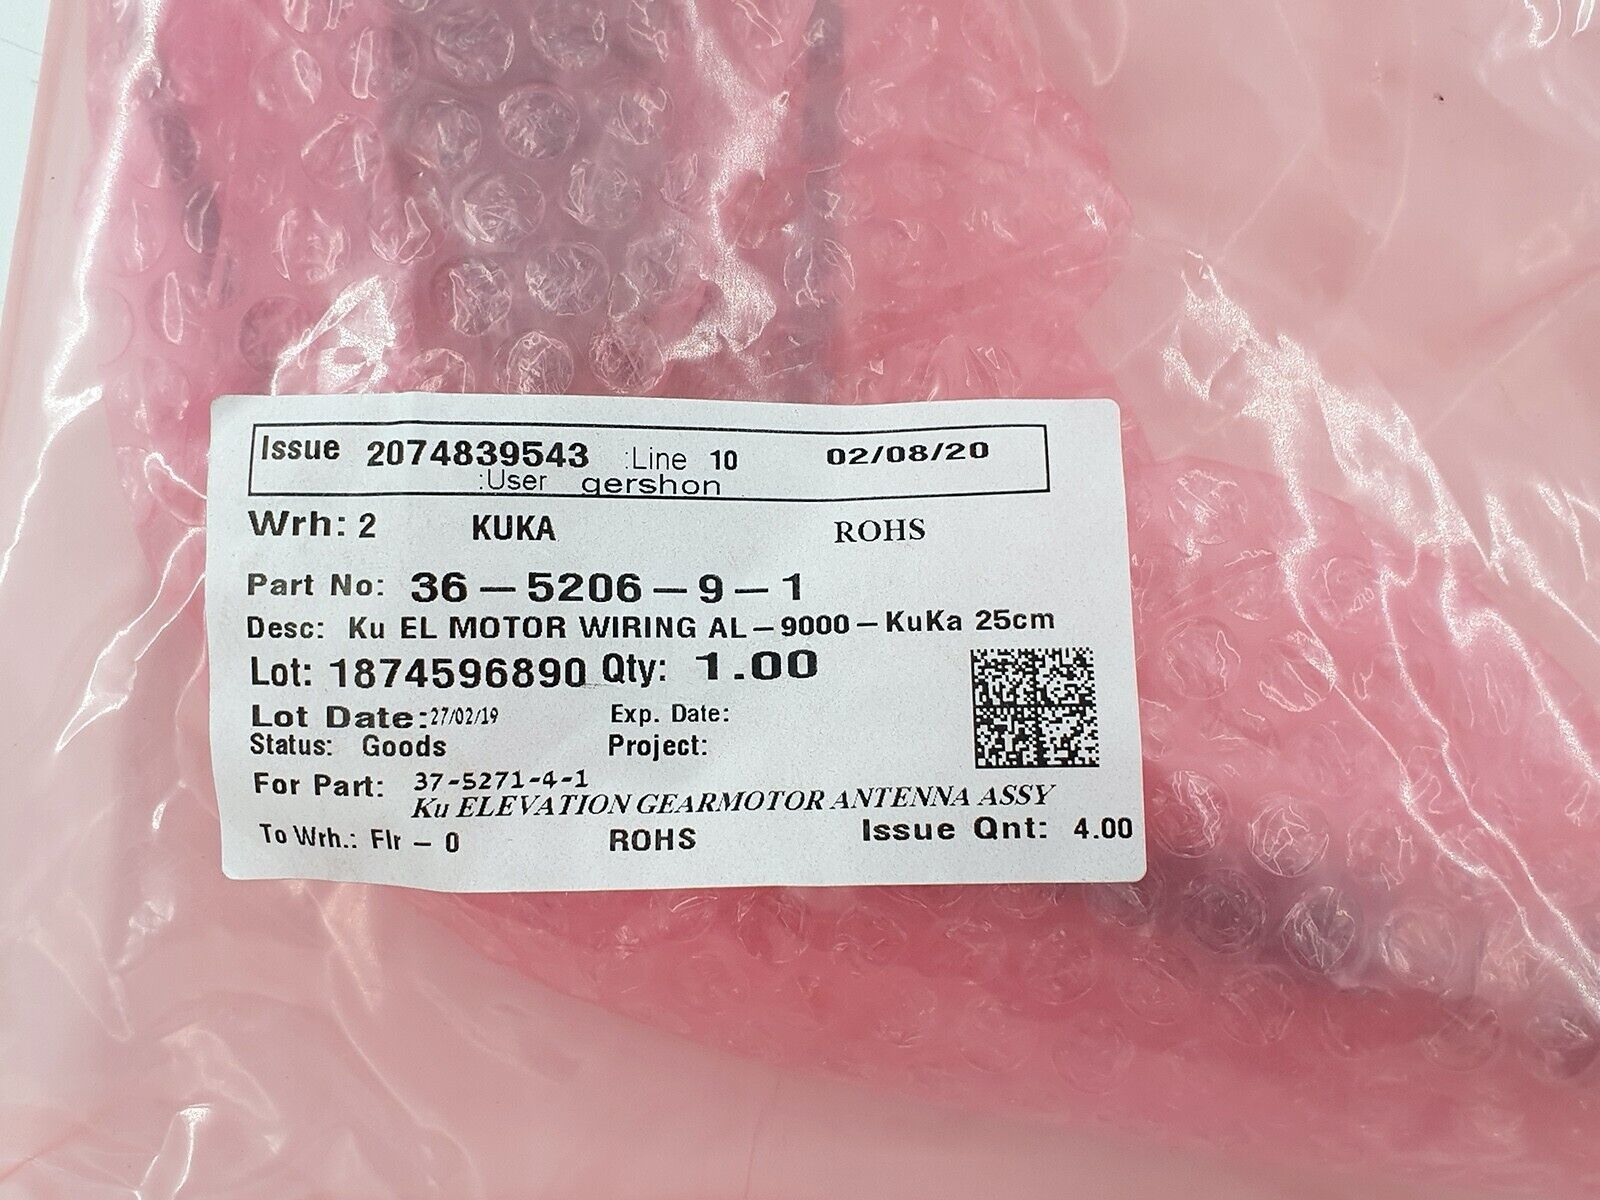 Issue 2074839543 :Line 10 02/08/20
:User gershon
Wrh: 2 KUKA ROHS
Part No: 36-5206-9-1
Desc: Ku EL MOTOR WIRING AL-9000-KuKa 25cm
Lot: 1874596890 Qty: 1.00
Lot Date:27/02/19 Exp. Date:
Status: Goods Project:
For Part: 37-5271-4-1
Ku ELEVATION GEARMOTOR ANTENNA ASSY
To Wrh.: Flr - 0 ROHS Issue Qnt: 4.00